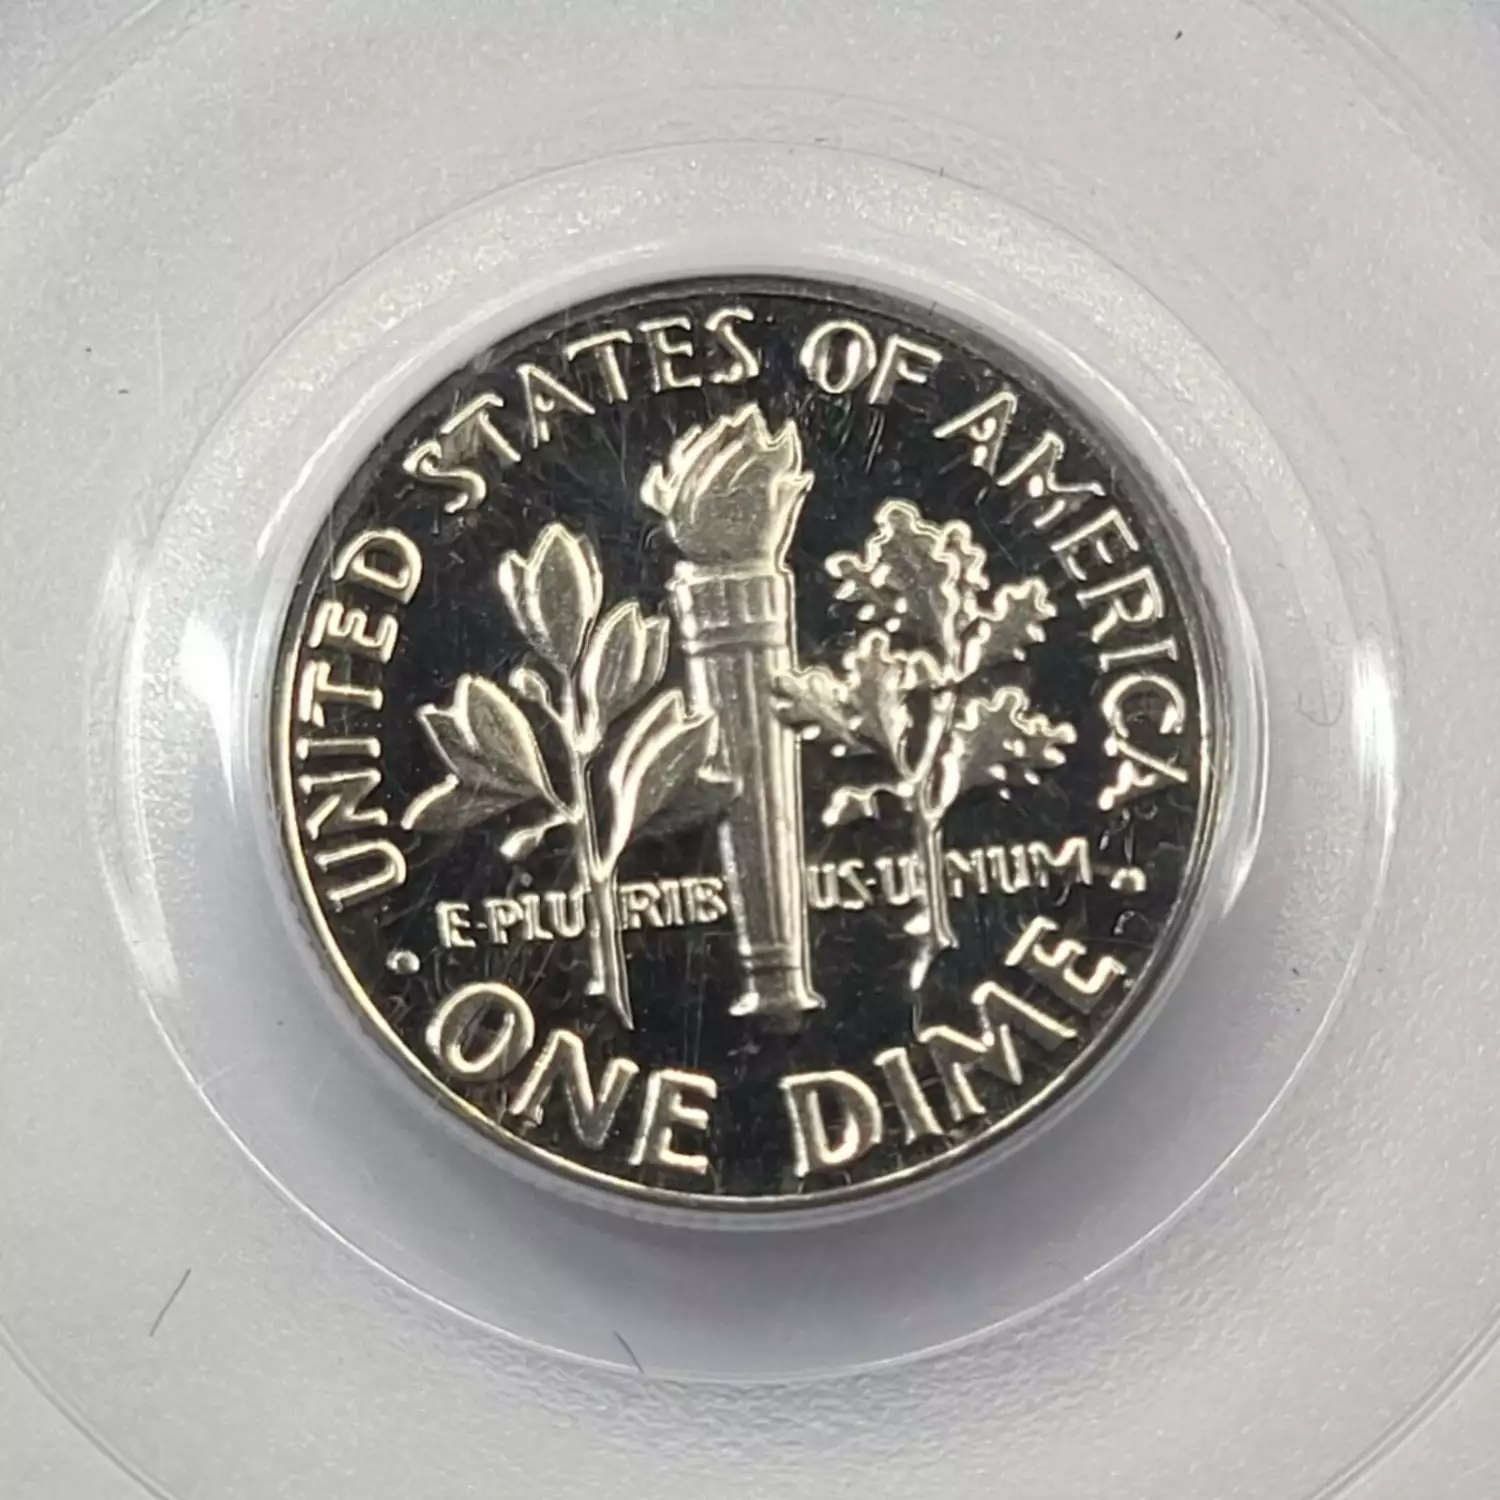 UNITED STATES OF AMERICA
E·PLURIBUS·UNUM
· ONE DIME ·